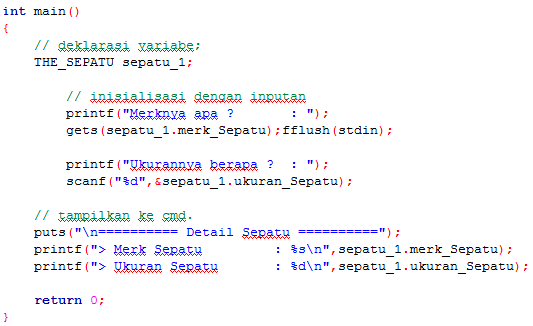 int main()
{
// deklarasi variabe;
THE_SEPATU sepatu_1;
// inisialisasi dengan inputan
printf("Merknya apa ? : ");
gets(sepatu_1.merk_Sepatu);fflush(stdin);
printf("Ukurannya berapa ? : ");
scanf("%d",&sepatu_1.ukuran_Sepatu);
// tampilkan ke cmd.
puts("\n========== Detail Sepatu ==========");
printf("> Merk Sepatu : %s\n",sepatu_1.merk_Sepatu);
printf("> Ukuran Sepatu : %d\n",sepatu_1.ukuran_Sepatu);
return 0;
}